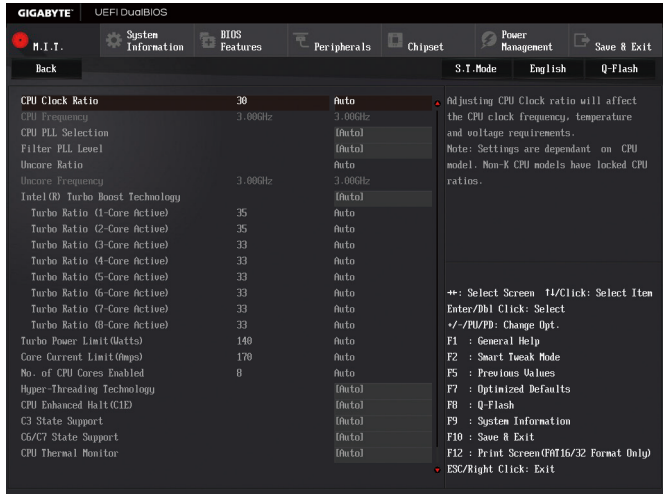 GIGABYTE™ UEFI DualBIOS
M.I.T. System Information BIOS Features Peripherals Chipset Power Management Save & Exit
Back S.T.Mode English Q-Flash
CPU Clock Ratio 30 Auto
CPU Frequency 3.00GHz 3.00GHz
CPU PLL Selection [Auto]
Filter PLL Level [Auto]
Uncore Ratio Auto
Uncore Frequency 3.00GHz 3.00GHz
Intel(R) Turbo Boost Technology [Auto]
Turbo Ratio (1-Core Active) 35 Auto
Turbo Ratio (2-Core Active) 35 Auto
Turbo Ratio (3-Core Active) 33 Auto
Turbo Ratio (4-Core Active) 33 Auto
Turbo Ratio (5-Core Active) 33 Auto
Turbo Ratio (6-Core Active) 33 Auto
Turbo Ratio (7-Core Active) 33 Auto
Turbo Ratio (8-Core Active) 33 Auto
Turbo Power Limit(Watts) 140 Auto
Core Current Limit(Amps) 170 Auto
No. of CPU Cores Enabled 8 Auto
Hyper-Threading Technology [Auto]
CPU Enhanced Halt(C1E) [Auto]
C3 State Support [Auto]
C6/C7 State Support [Auto]
CPU Thermal Monitor [Auto]
Adjusting CPU Clock ratio will affect
the CPU clock frequency, temperature
and voltage requirements.
Note: Settings are dependant on CPU
model. Non-K CPU models have locked CPU
ratios.
→←: Select Screen ↑↓/Click: Select Item
Enter/Dbl Click: Select
+/-/PU/PD: Change Opt.
F1 : General Help
F2 : Smart Tweak Mode
F5 : Previous Values
F7 : Optimized Defaults
F8 : Q-Flash
F9 : System Information
F10 : Save & Exit
F12 : Print Screen(FAT16/32 Format Only)
ESC/Right Click: Exit